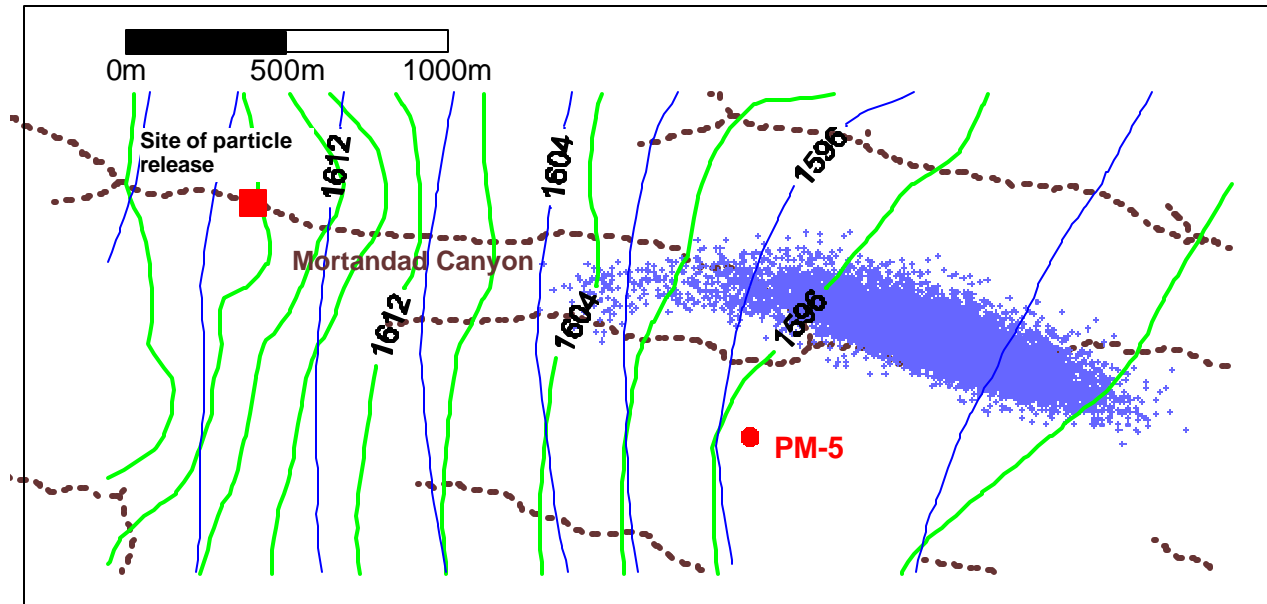 0m 500m 1000m
Site of particle
release
1612
1604
1596
Mortandad Canyon
1612
1604
1596
PM-5